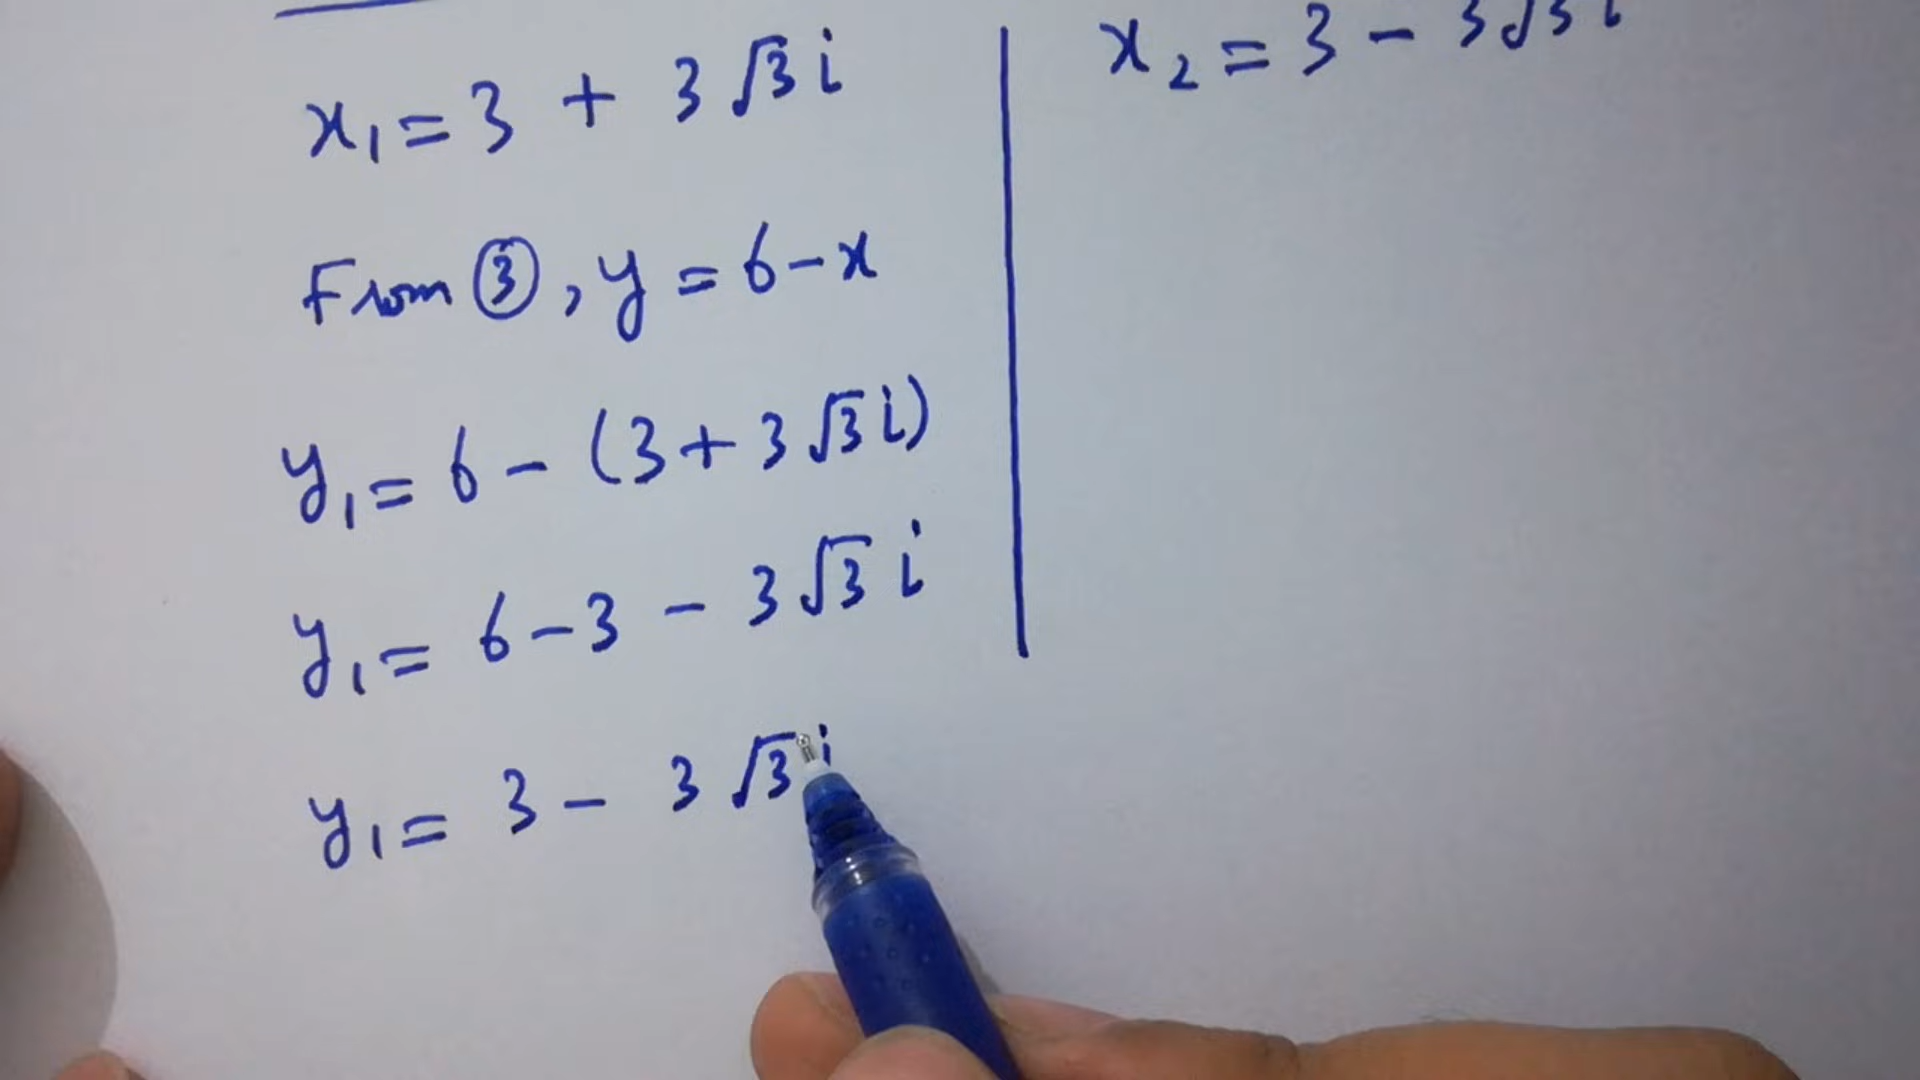 x₁ = 3 + 3√3 i
From ③, y = 6 - x
y₁ = 6 - (3 + 3√3 i)
y₁ = 6 - 3 - 3√3 i
y₁ = 3 - 3√3 i
x₂ = 3 - 3√3 i